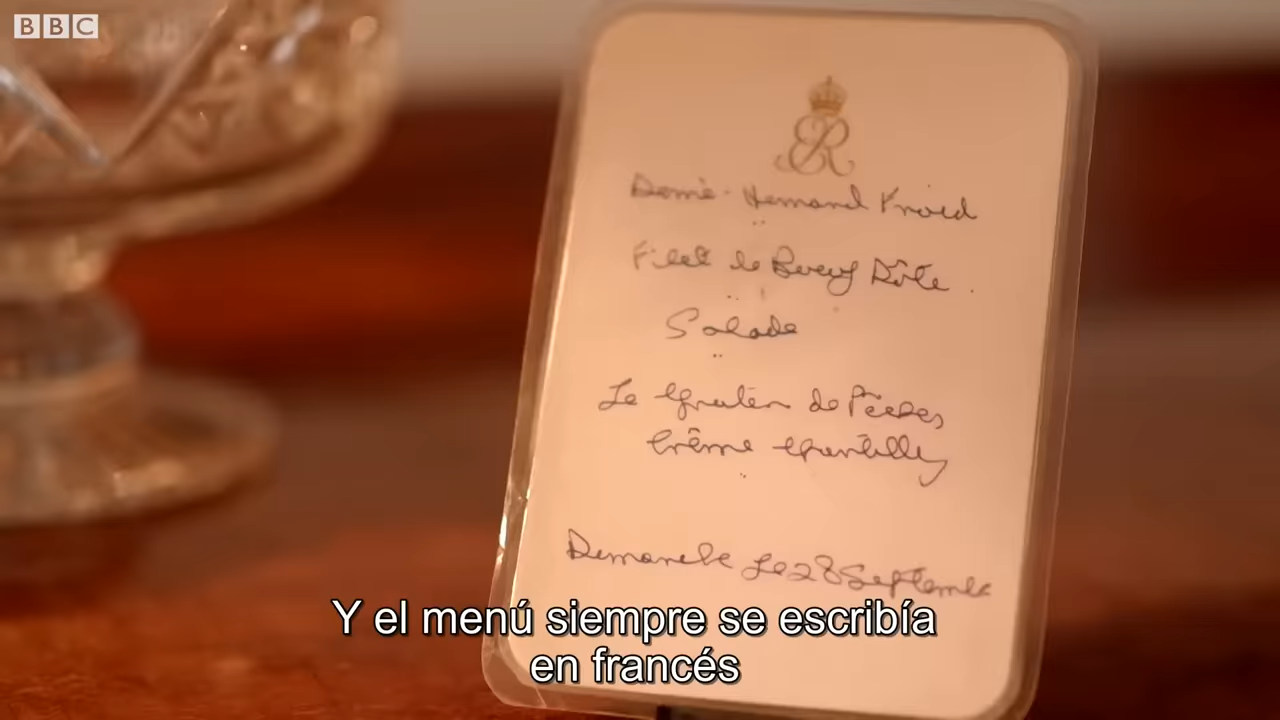 BBC
ER
Demi-Homard Froid
Filet de Boeuf Rôti
Salade
Le Gratin de Pêches
Crème Chantilly
Dimanche Le 28 Septembre
Y el menú siempre se escribía
en francés